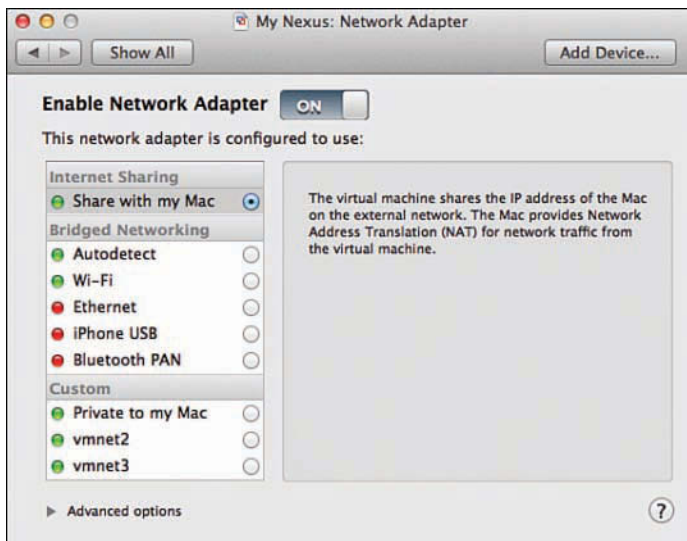 My Nexus: Network Adapter
Show All
Add Device...
Enable Network Adapter ON
This network adapter is configured to use:
Internet Sharing
Share with my Mac
Bridged Networking
Autodetect
Wi-Fi
Ethernet
iPhone USB
Bluetooth PAN
Custom
Private to my Mac
vmnet2
vmnet3
The virtual machine shares the IP address of the Mac
on the external network. The Mac provides Network
Address Translation (NAT) for network traffic from
the virtual machine.
Advanced options
?